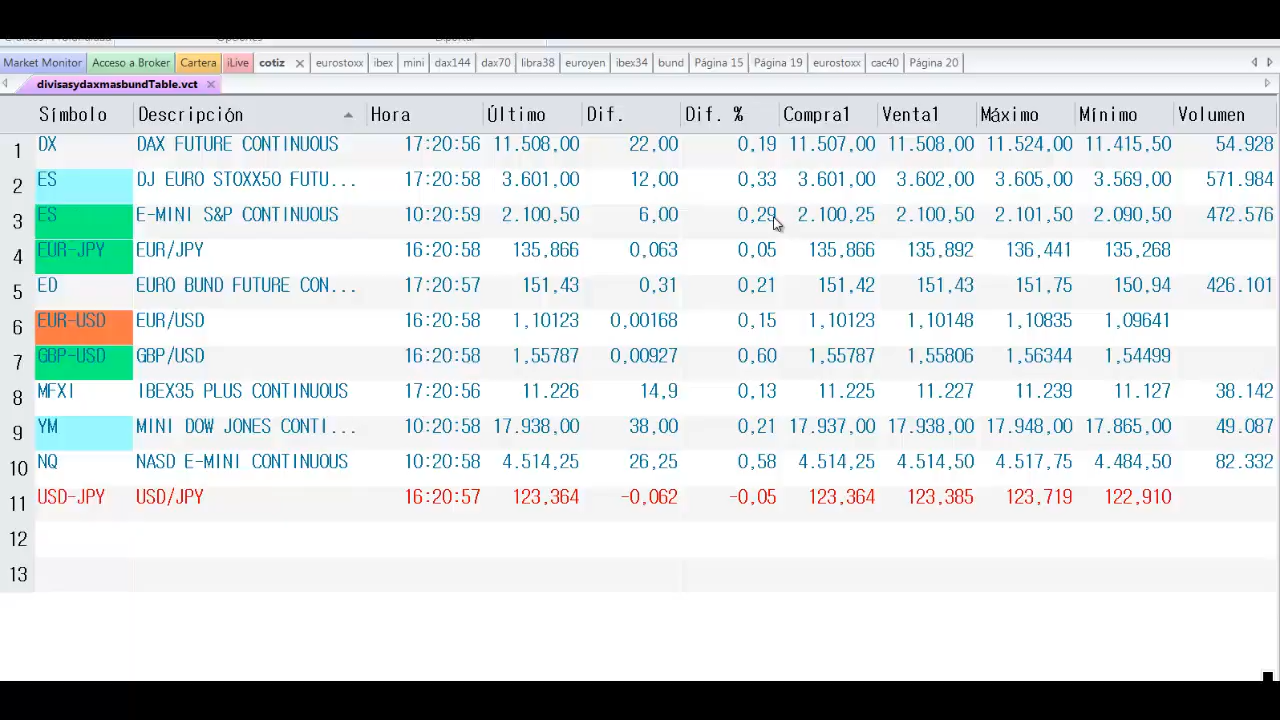 Market Monitor Acceso a Broker Cartera iLive cotiz eurostoxx ibex mini dax144 dax70 libra38 euroyen ibex34 bund Página 15 Página 19 eurostoxx cac40 Página 20
divisasydaxmasbundTable.vct
Símbolo Descripción Hora Último Dif. Dif. % Compra1 Venta1 Máximo Mínimo Volumen
1 DX DAX FUTURE CONTINUOUS 17:20:56 11.508,00 22,00 0,19 11.507,00 11.508,00 11.524,00 11.415,50 54.928
2 ES DJ EURO STOXX50 FUTU... 17:20:58 3.601,00 12,00 0,33 3.601,00 3.602,00 3.605,00 3.569,00 571.984
3 ES E-MINI S&P CONTINUOUS 10:20:59 2.100,50 6,00 0,29 2.100,25 2.100,50 2.101,50 2.090,50 472.576
4 EUR-JPY EUR/JPY 16:20:58 135,866 0,063 0,05 135,866 135,892 136,441 135,268
5 ED EURO BUND FUTURE CON... 17:20:57 151,43 0,31 0,21 151,42 151,43 151,75 150,94 426.101
6 EUR-USD EUR/USD 16:20:58 1,10123 0,00168 0,15 1,10123 1,10148 1,10835 1,09641
7 GBP-USD GBP/USD 16:20:58 1,55787 0,00927 0,60 1,55787 1,55806 1,56344 1,54499
8 MFXI IBEX35 PLUS CONTINUOUS 17:20:56 11.226 14,9 0,13 11.225 11.227 11.239 11.127 38.142
9 YM MINI DOW JONES CONTI... 10:20:58 17.938,00 38,00 0,21 17.937,00 17.938,00 17.948,00 17.865,00 49.087
10 NQ NASD E-MINI CONTINUOUS 10:20:58 4.514,25 26,25 0,58 4.514,25 4.514,50 4.517,75 4.484,50 82.332
11 USD-JPY USD/JPY 16:20:57 123,364 -0,062 -0,05 123,364 123,385 123,719 122,910
12
13